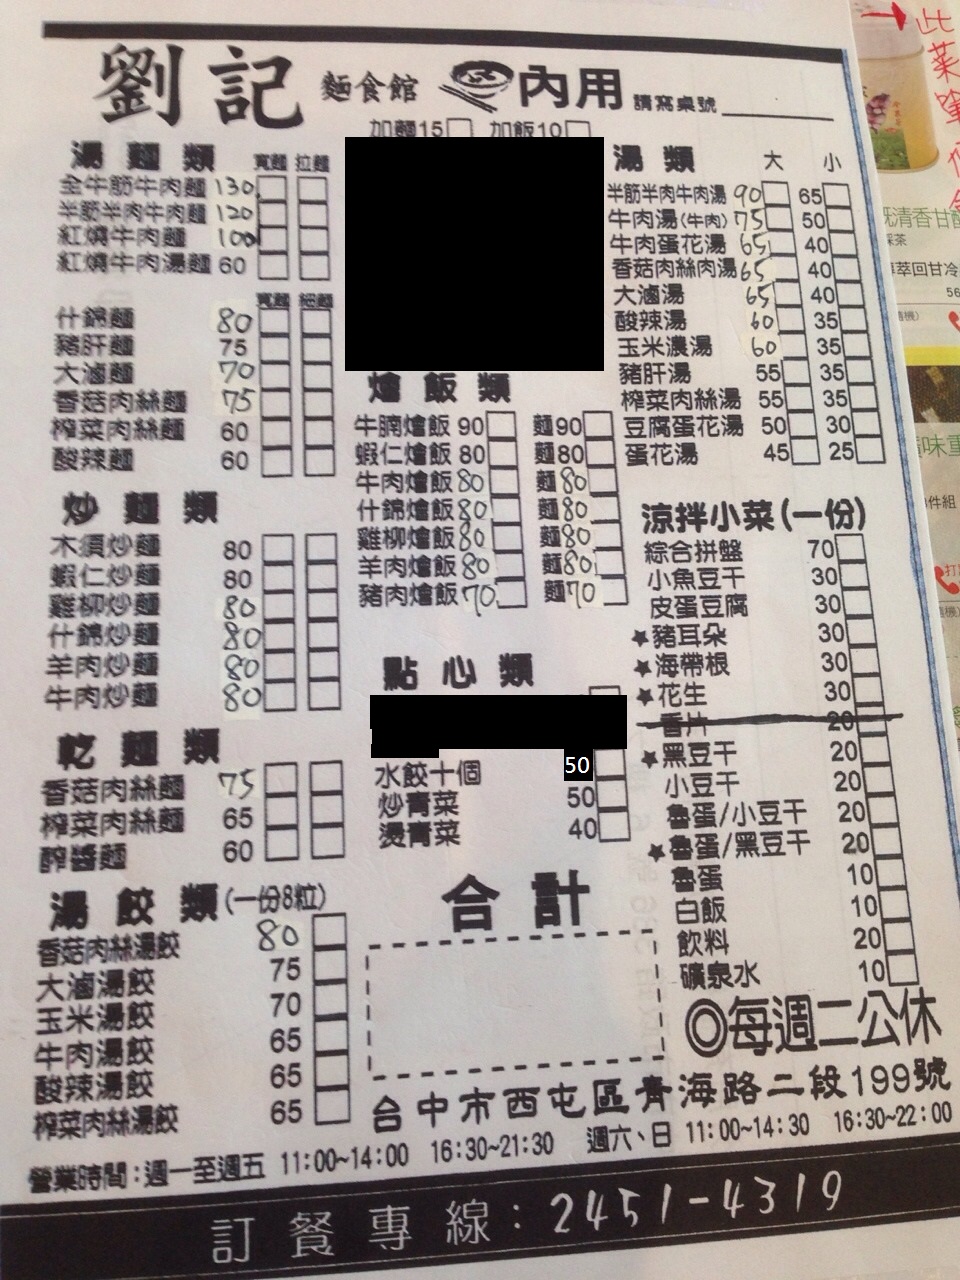 劉記 麵食館 內用 請寫桌號
加麵15 加飯10
湯麵類 寬麵 拉麵
全牛筋牛肉麵 130
半筋半肉牛肉麵 120
紅燒牛肉麵 100
紅燒牛肉湯麵 60
寬麵 細麵
什錦麵 80
豬肝麵 75
大滷麵 70
香菇肉絲麵 75
榨菜肉絲麵 60
酸辣麵 60
炒麵類
木須炒麵 80
蝦仁炒麵 80
雞柳炒麵 80
什錦炒麵 80
羊肉炒麵 80
牛肉炒麵 80
乾麵類
香菇肉絲麵 75
榨菜肉絲麵 65
醡醬麵 60
湯餃類(一份8粒)
香菇肉絲湯餃 80
大滷湯餃 75
玉米湯餃 70
牛肉湯餃 65
酸辣湯餃 65
榨菜肉絲湯餃 65
燴飯類
牛腩燴飯 90 麵90
蝦仁燴飯 80 麵80
牛肉燴飯 80 麵80
什錦燴飯 80 麵80
雞柳燴飯 80 麵80
羊肉燴飯 80 麵80
豬肉燴飯 70 麵70
點心類
水餃十個 50
炒青菜 50
燙青菜 40
合計
湯類 大 小
半筋半肉牛肉湯 90 65
牛肉湯(牛肉) 75 50
牛肉蛋花湯 65 40
香菇肉絲肉湯 65 40
大滷湯 65 40
酸辣湯 60 35
玉米濃湯 60 35
豬肝湯 55 35
榨菜肉絲湯 55 35
豆腐蛋花湯 50 30
蛋花湯 45 25
涼拌小菜(一份)
綜合拼盤 70
小魚豆干 30
皮蛋豆腐 30
★豬耳朵 30
★海帶根 30
★花生 30
香片 20
★黑豆干 20
小豆干 20
魯蛋/小豆干 20
★魯蛋/黑豆干 20
魯蛋 10
白飯 10
飲料 20
礦泉水 10
◎每週二公休
台中市西屯區青海路二段199號
營業時間:週一至週五 11:00~14:00 16:30~21:30 週六、日 11:00~14:30 16:30~22:00
訂餐專線:2451-4319